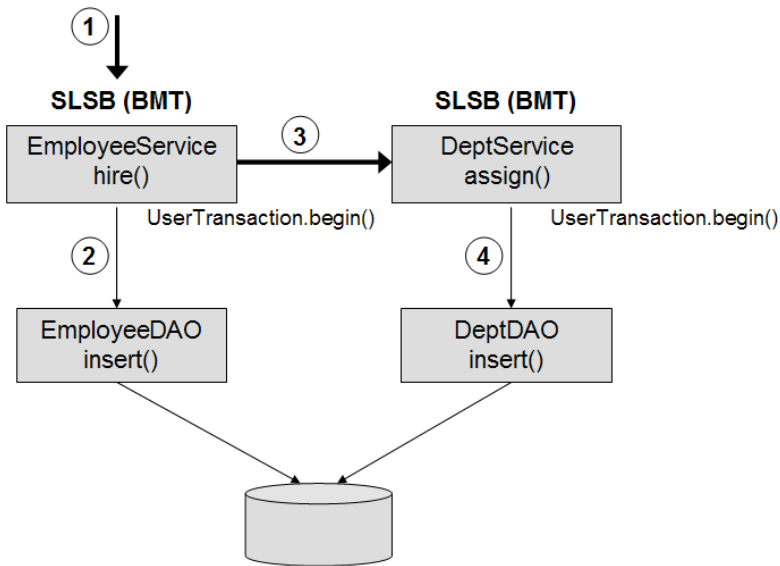 1
SLSB (BMT)
SLSB (BMT)
EmployeeService
hire()
3
DeptService
assign()
UserTransaction.begin()
UserTransaction.begin()
2
4
EmployeeDAO
insert()
DeptDAO
insert()